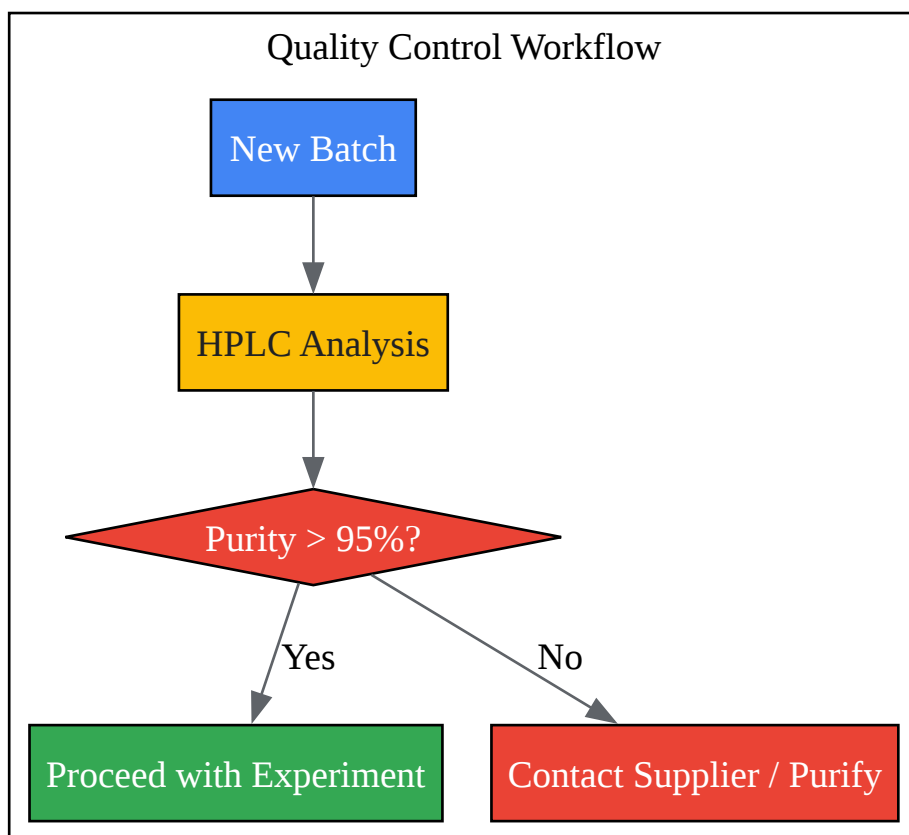 Quality Control Workflow
New Batch
HPLC Analysis
Purity > 95%?
Yes
No
Proceed with Experiment
Contact Supplier / Purify